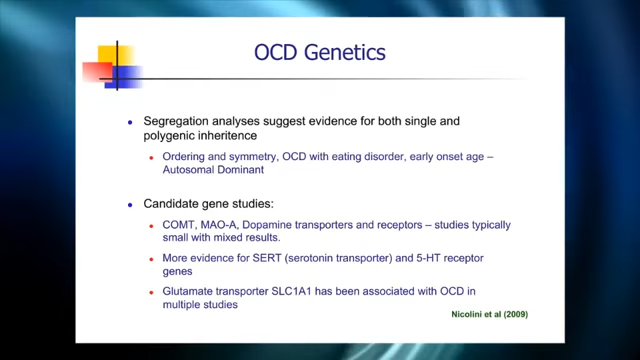 OCD Genetics
Segregation analyses suggest evidence for both single and
polygenic inheritence
Ordering and symmetry, OCD with eating disorder, early onset age –
Autosomal Dominant
Candidate gene studies:
COMT, MAO-A, Dopamine transporters and receptors – studies typically
small with mixed results.
More evidence for SERT (serotonin transporter) and 5-HT receptor
genes
Glutamate transporter SLC1A1 has been associated with OCD in
multiple studies
Nicolini et al (2009)